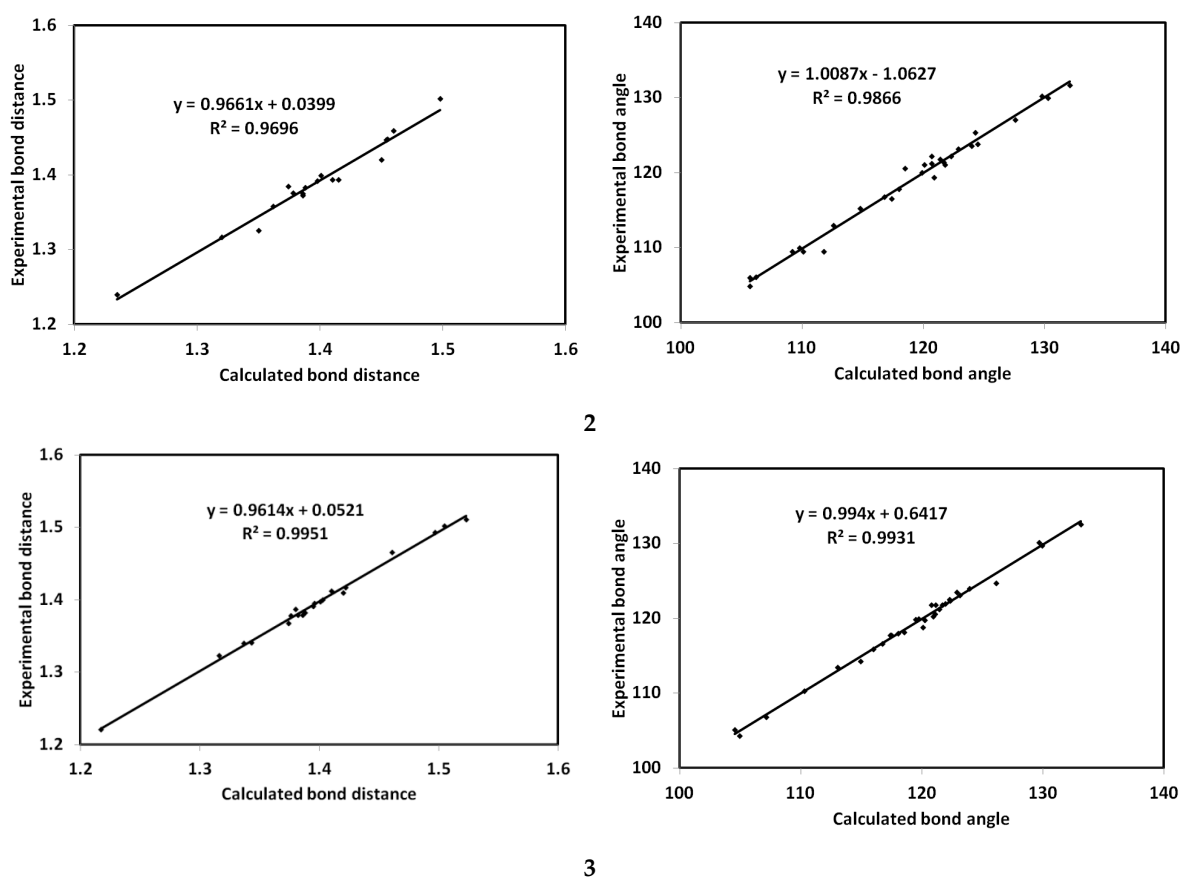 1.6
1.5
1.4
1.3
1.2
1.2 1.3 1.4 1.5 1.6
Experimental bond distance
Calculated bond distance
y = 0.9661x + 0.0399
R² = 0.9696
140
130
120
110
100
100 110 120 130 140
Experimental bond angle
Calculated bond angle
y = 1.0087x - 1.0627
R² = 0.9866
2
1.6
1.5
1.4
1.3
1.2
1.2 1.3 1.4 1.5 1.6
Experimental bond distance
Calculated bond distance
y = 0.9614x + 0.0521
R² = 0.9951
140
130
120
110
100
100 110 120 130 140
Experimental bond angle
Calculated bond angle
y = 0.994x + 0.6417
R² = 0.9931
3